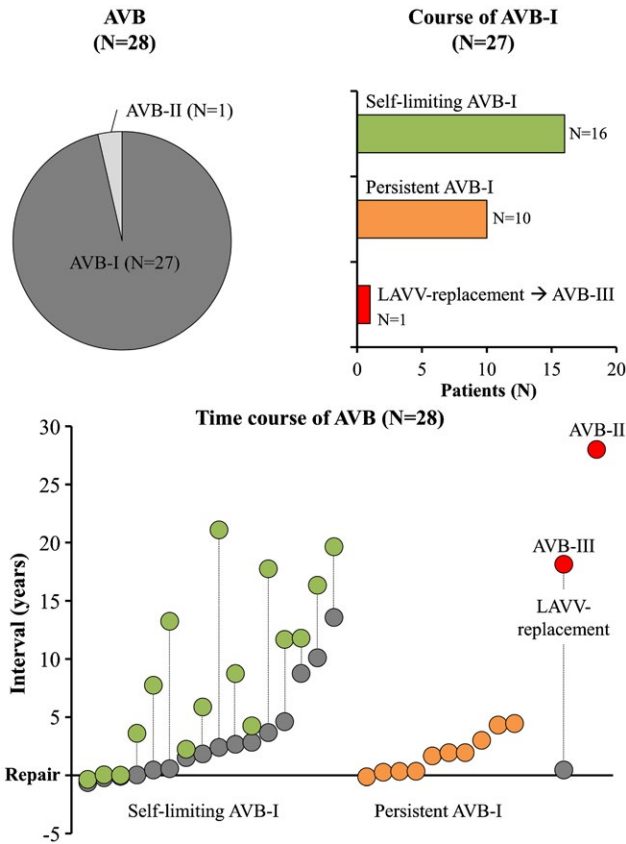 AVB
(N=28)
AVB-II (N=1)
AVB-I (N=27)
Course of AVB-I
(N=27)
Self-limiting AVB-I
N=16
Persistent AVB-I
N=10
LAVV-replacement → AVB-III
N=1
0
5
10
15
20
Patients (N)
Time course of AVB (N=28)
Interval (years)
30
25
20
15
10
5
Repair
-5
AVB-II
AVB-III
LAVV-
replacement
Self-limiting AVB-I
Persistent AVB-I